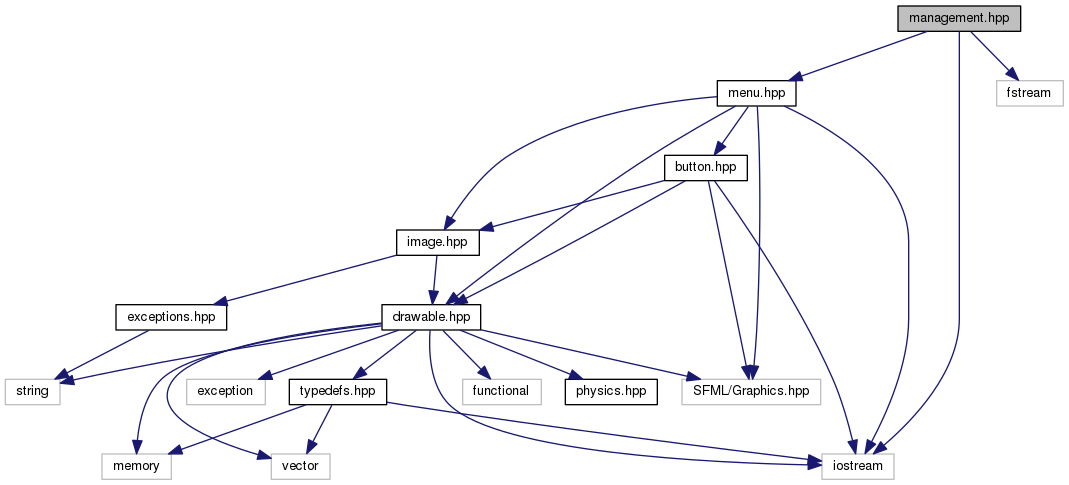 management.hpp
menu.hpp
fstream
button.hpp
image.hpp
exceptions.hpp
drawable.hpp
string
exception
typedefs.hpp
functional
physics.hpp
SFML/Graphics.hpp
memory
vector
iostream